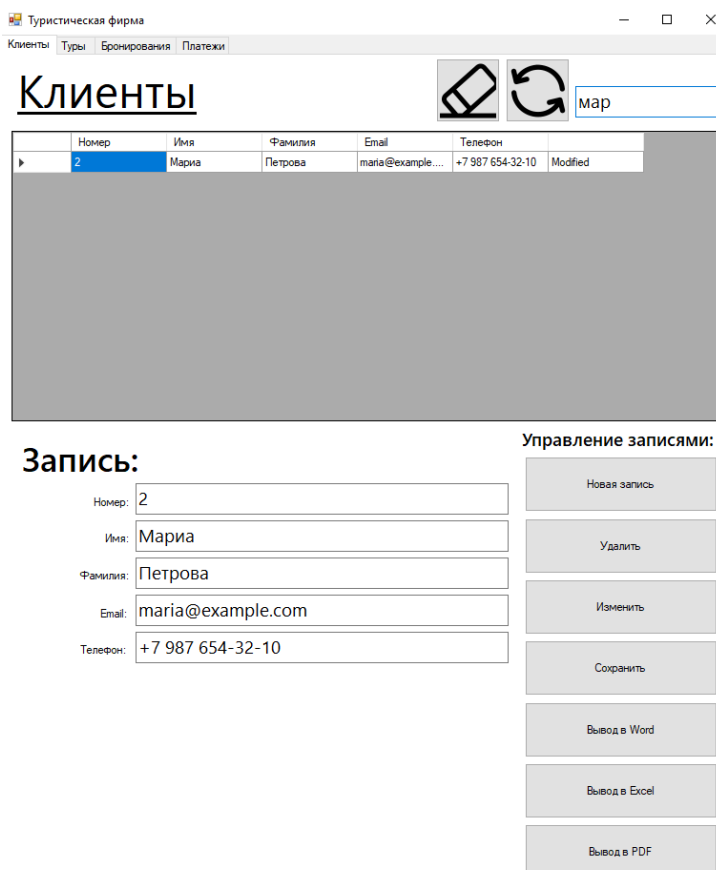 Туристическая фирма
Клиенты Туры Бронирования Платежи
Клиенты
мар
Номер Имя Фамилия Email Телефон
2 Мариа Петрова maria@example.... +7 987 654-32-10 Modified
Запись:
Номер: 2
Имя: Мариа
Фамилия: Петрова
Email: maria@example.com
Телефон: +7 987 654-32-10
Управление записями:
Новая запись
Удалить
Изменить
Сохранить
Вывод в Word
Вывод в Excel
Вывод в PDF